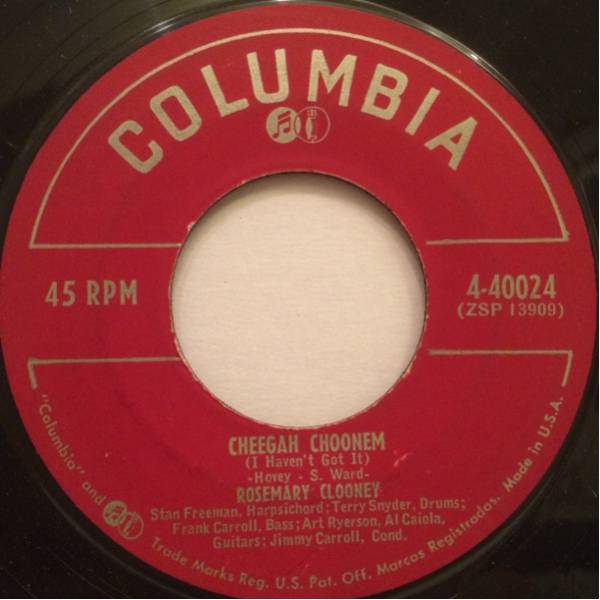 COLUMBIA
45 RPM
4-40024
(ZSP 13909)
CHEEGAH CHOONEM
(I Haven't Got It)
-Hovey - S. Ward-
ROSEMARY CLOONEY
Stan Freeman, Harpsichord; Terry Snyder, Drums;
Frank Carroll, Bass; Art Ryerson, Al Caiola,
Guitars; Jimmy Carroll, Cond.
"Columbia" and Trade Marks Reg. U.S. Pat. Off. Marcas Registradas. Made in U.S.A.